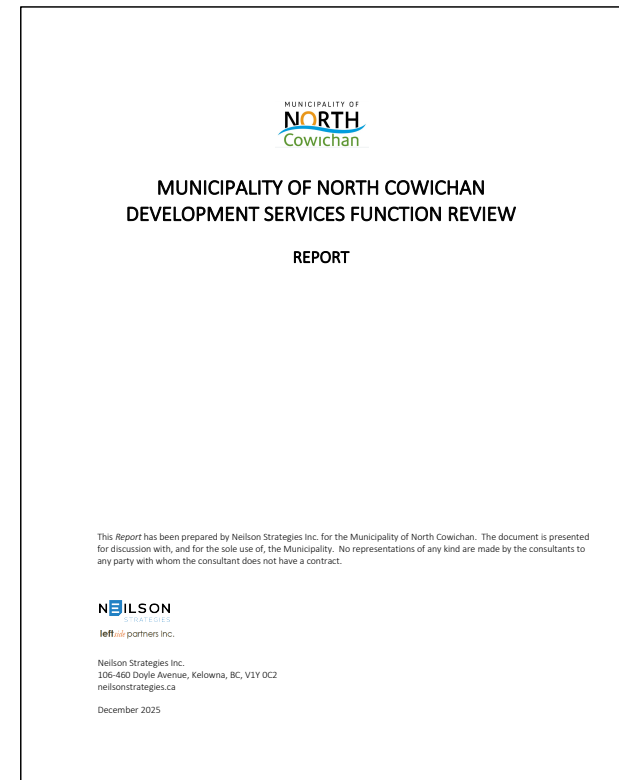 MUNICIPALITY OF
NORTH
Cowichan
MUNICIPALITY OF NORTH COWICHAN
DEVELOPMENT SERVICES FUNCTION REVIEW
REPORT
This Report has been prepared by Neilson Strategies Inc. for the Municipality of North Cowichan. The document is presented
for discussion with, and for the sole use of, the Municipality. No representations of any kind are made by the consultants to
any party with whom the consultant does not have a contract.
NEILSON
STRATEGIES
leftside partners inc.
Neilson Strategies Inc.
106-460 Doyle Avenue, Kelowna, BC, V1Y 0C2
neilsonstrategies.ca
December 2025